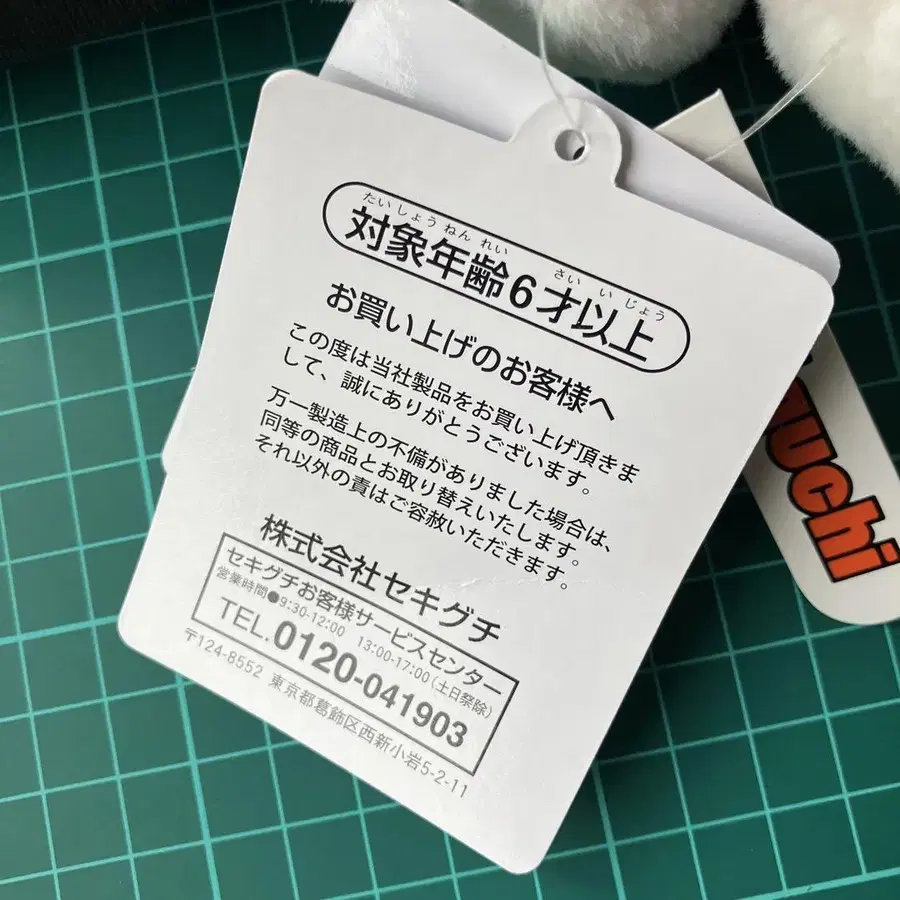 たいしょうねんれい さいいじょう
対象年齢6才以上
お買い上げのお客様へ
この度は当社製品をお買い上げ頂きま
して、誠にありがとうございます。
万一製造上の不備がありました場合は、
同等の商品とお取り替えいたします。
それ以外の責はご容赦いただきます。
株式会社セキグチ
セキグチお客様サービスセンター
営業時間●9:30-12:00 13:00-17:00(土日祭除)
TEL.0120-041903
〒124-8552 東京都葛飾区西新小岩5-2-11
guchi